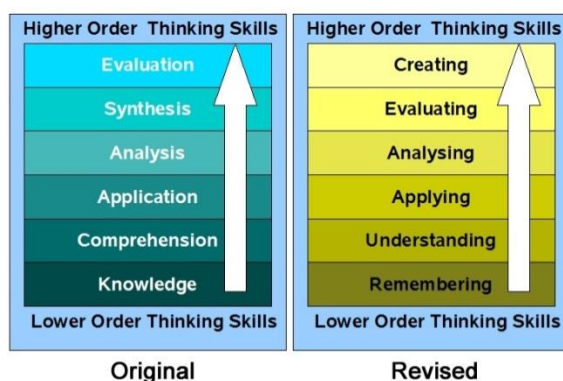 Higher Order Thinking Skills
Evaluation
Synthesis
Analysis
Application
Comprehension
Knowledge
Lower Order Thinking Skills
Original
Higher Order Thinking Skills
Creating
Evaluating
Analysing
Applying
Understanding
Remembering
Lower Order Thinking Skills
Revised